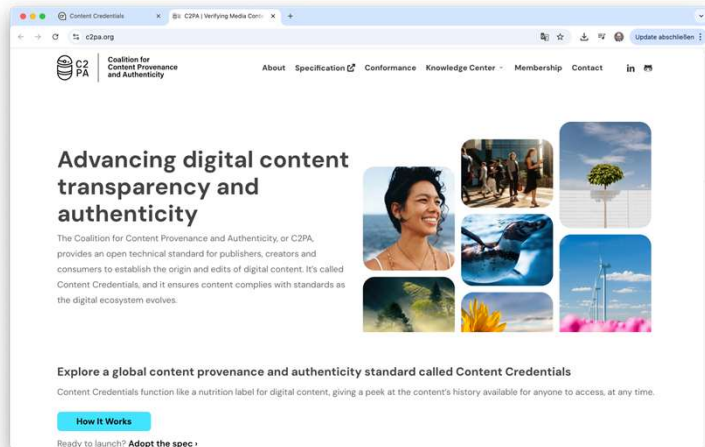 Content Credentials
C2PA | Verifying Media Conte
c2pa.org
Update abschließen
C2
PA
Coalition for
Content Provenance
and Authenticity
About Specification Conformance Knowledge Center Membership Contact
in
Advancing digital content
transparency and
authenticity
The Coalition for Content Provenance and Authenticity, or C2PA,
provides an open technical standard for publishers, creators and
consumers to establish the origin and edits of digital content. It's called
Content Credentials, and it ensures content complies with standards as
the digital ecosystem evolves.
Explore a global content provenance and authenticity standard called Content Credentials
Content Credentials function like a nutrition label for digital content, giving a peek at the content's history available for anyone to access, at any time.
How It Works
Ready to launch? Adopt the spec ›